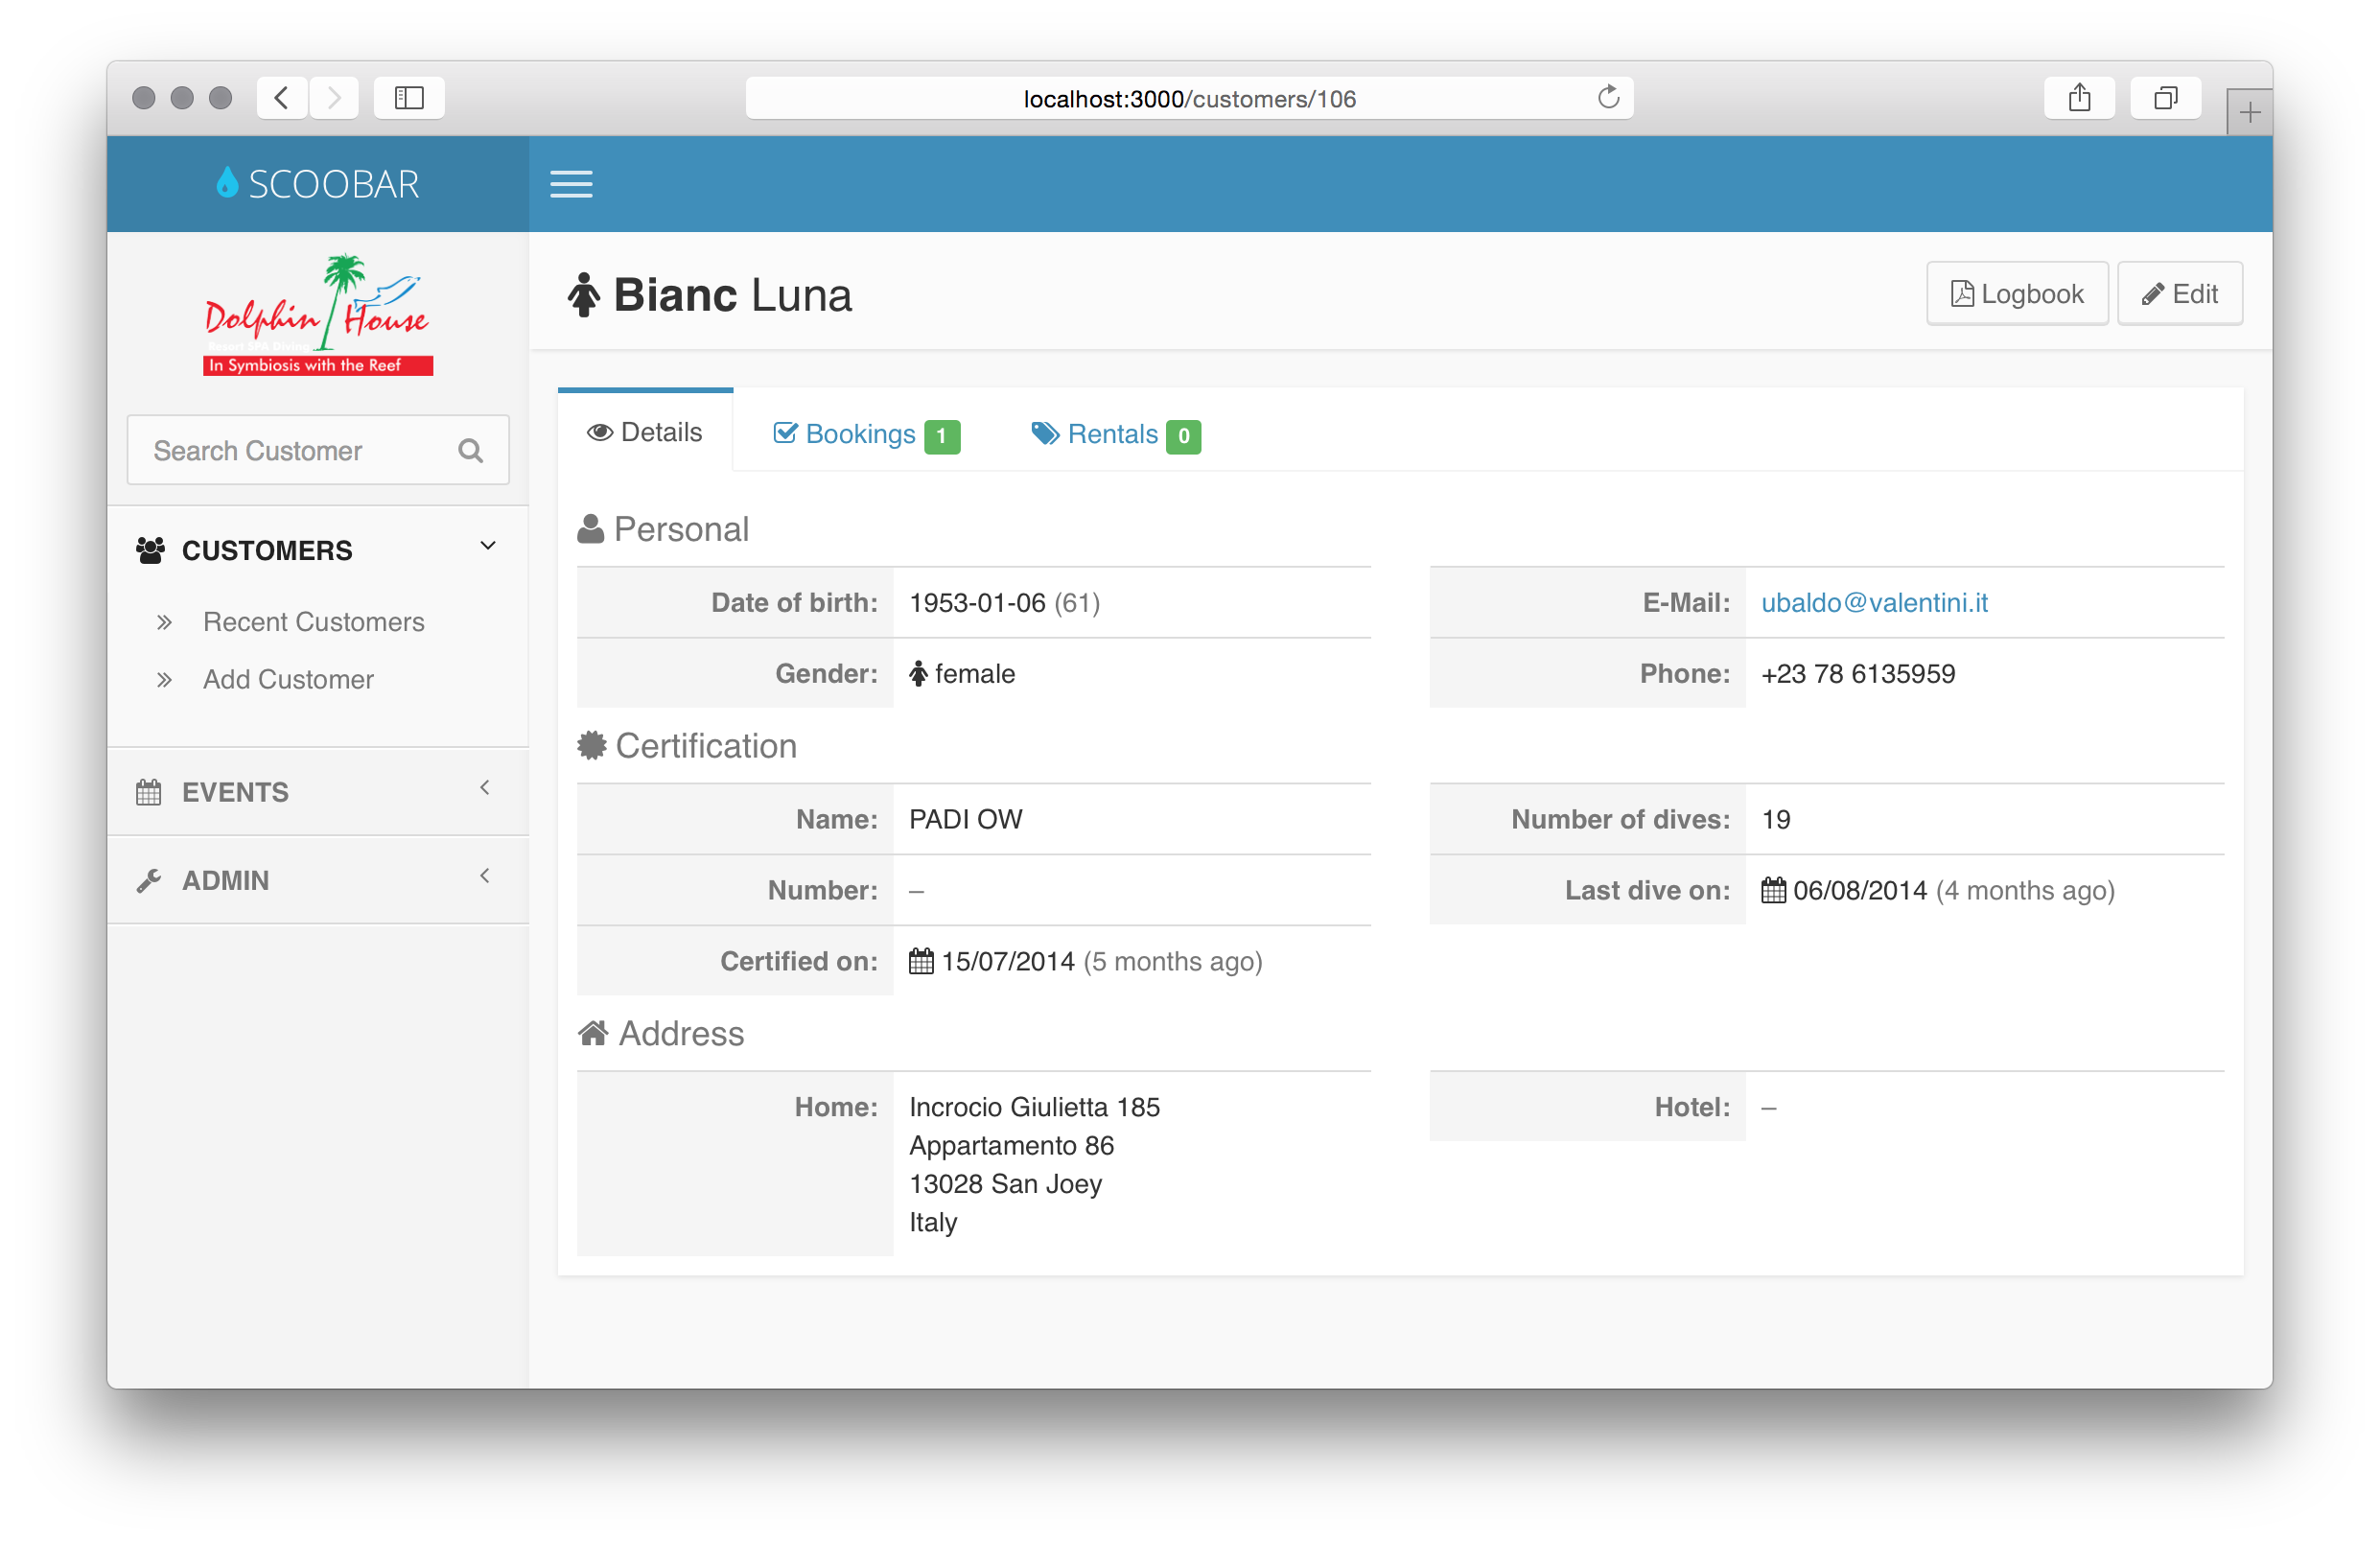 localhost:3000/customers/106
SCOOBAR
Dolphin House
Resort SPA Diving
In Symbiosis with the Reef
Search Customer
CUSTOMERS
Recent Customers
Add Customer
EVENTS
ADMIN
Bianc Luna
Logbook
Edit
Details
Bookings 1
Rentals 0
Personal
Date of birth: 1953-01-06 (61)
E-Mail: ubaldo@valentini.it
Gender: female
Phone: +23 78 6135959
Certification
Name: PADI OW
Number of dives: 19
Number: –
Last dive on: 06/08/2014 (4 months ago)
Certified on: 15/07/2014 (5 months ago)
Address
Home: Incrocio Giulietta 185
Appartamento 86
13028 San Joey
Italy
Hotel: –